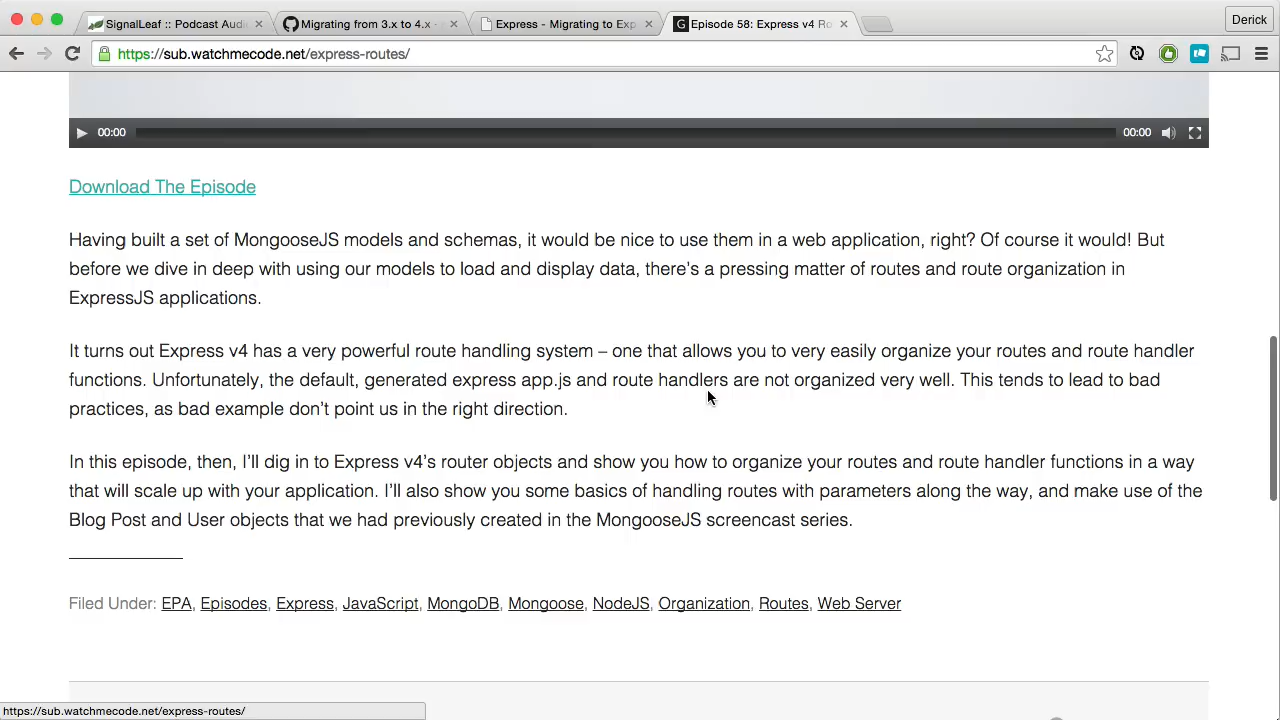 SignalLeaf :: Podcast Audi
Migrating from 3.x to 4.x ·
Express - Migrating to Exp
Episode 58: Express v4 Ro
Derick
https://sub.watchmecode.net/express-routes/
00:00
00:00
Download The Episode
Having built a set of MongooseJS models and schemas, it would be nice to use them in a web application, right? Of course it would! But
before we dive in deep with using our models to load and display data, there's a pressing matter of routes and route organization in
ExpressJS applications.
It turns out Express v4 has a very powerful route handling system – one that allows you to very easily organize your routes and route handler
functions. Unfortunately, the default, generated express app.js and route handlers are not organized very well. This tends to lead to bad
practices, as bad example don't point us in the right direction.
In this episode, then, I'll dig in to Express v4's router objects and show you how to organize your routes and route handler functions in a way
that will scale up with your application. I'll also show you some basics of handling routes with parameters along the way, and make use of the
Blog Post and User objects that we had previously created in the MongooseJS screencast series.
Filed Under: EPA, Episodes, Express, JavaScript, MongoDB, Mongoose, NodeJS, Organization, Routes, Web Server
https://sub.watchmecode.net/express-routes/